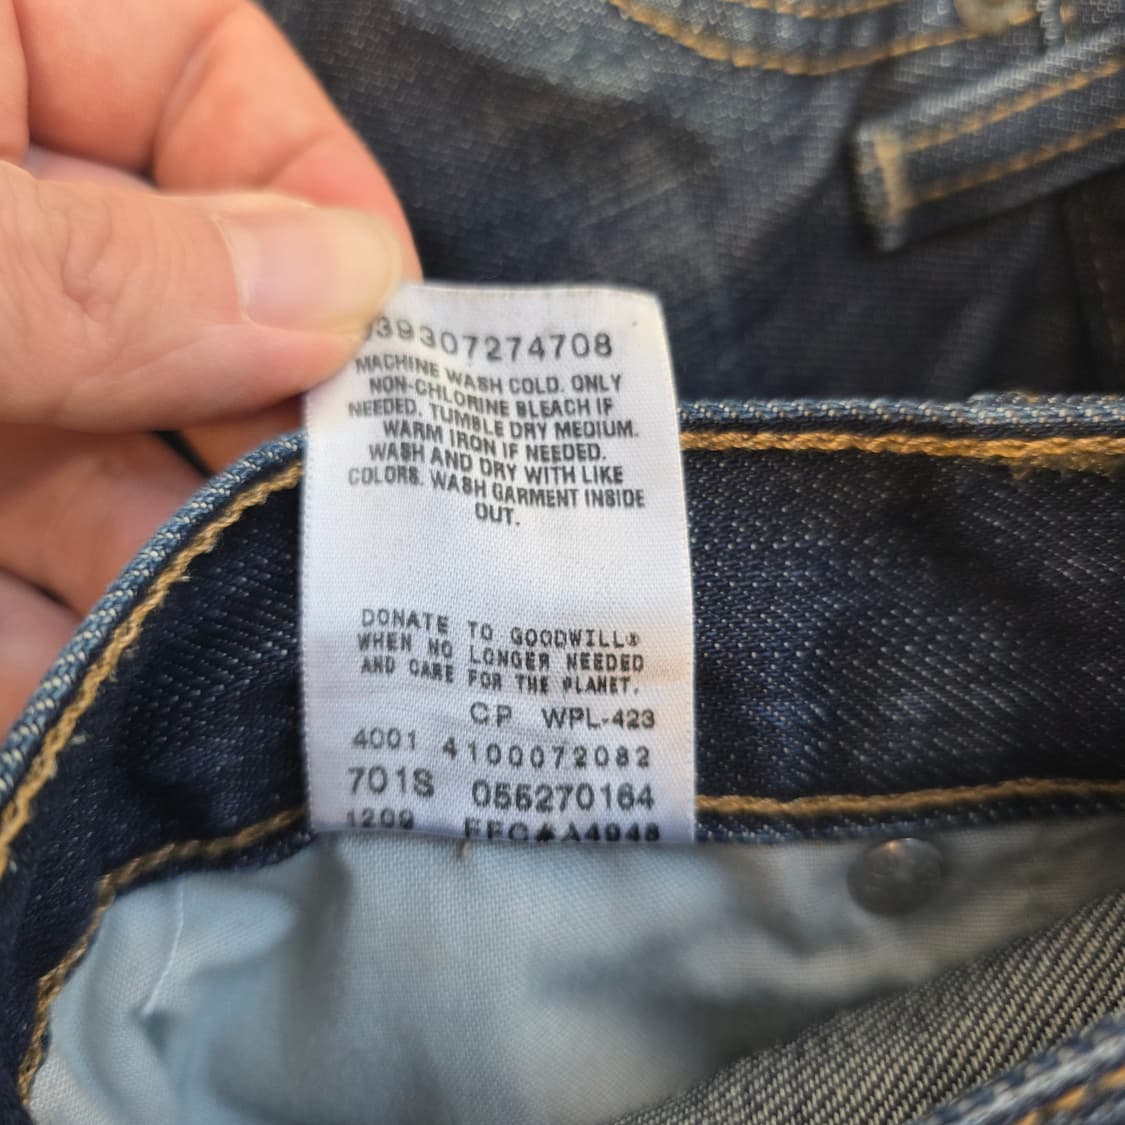 39307274708
MACHINE WASH COLD. ONLY
NON-CHLORINE BLEACH IF
NEEDED. TUMBLE DRY MEDIUM.
WARM IRON IF NEEDED.
WASH AND DRY WITH LIKE
COLORS. WASH GARMENT INSIDE
OUT.
DONATE TO GOODWILL®
WHEN NO LONGER NEEDED
AND CARE FOR THE PLANET.
CP WPL-423
4001 4100072082
701S 055270164
1209